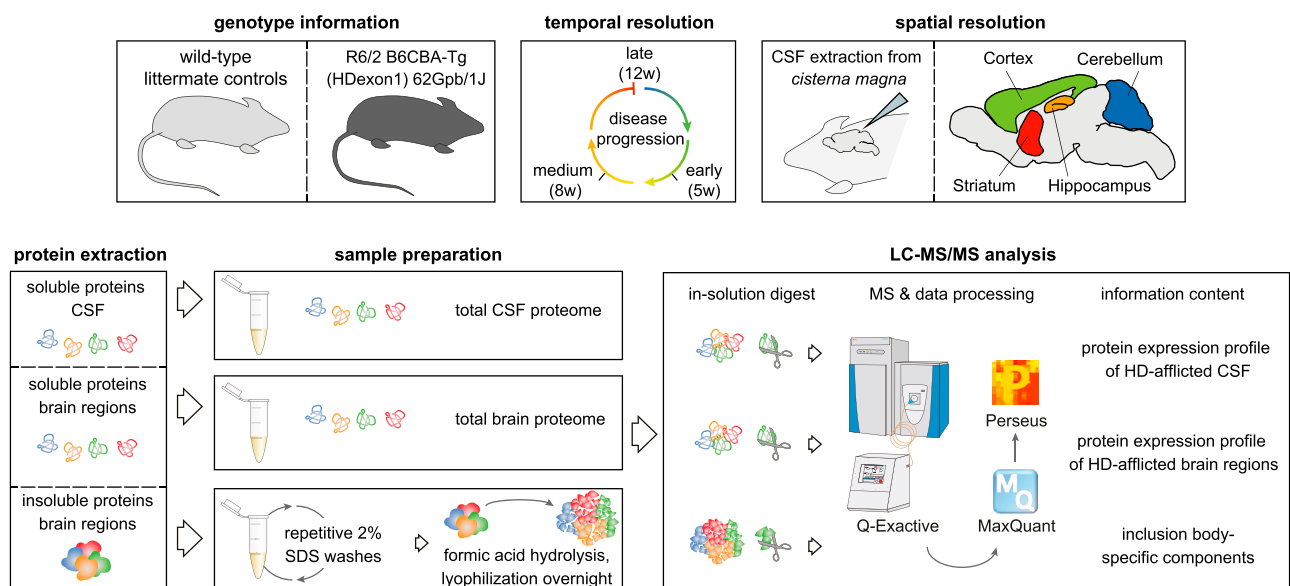 genotype information
wild-type
littermate controls
R6/2 B6CBA-Tg
(HDexon1) 62Gpb/1J
temporal resolution
late
(12w)
disease
progression
medium
(8w)
early
(5w)
spatial resolution
CSF extraction from
cisterna magna
Cortex
Cerebellum
Striatum
Hippocampus
protein extraction
soluble proteins
CSF
soluble proteins
brain regions
insoluble proteins
brain regions
sample preparation
total CSF proteome
total brain proteome
repetitive 2%
SDS washes
formic acid hydrolysis,
lyophilization overnight
LC-MS/MS analysis
in-solution digest
MS & data processing
information content
P
Perseus
M
Q
Q-Exactive
MaxQuant
protein expression profile
of HD-afflicted CSF
protein expression profile
of HD-afflicted brain regions
inclusion body-
specific components